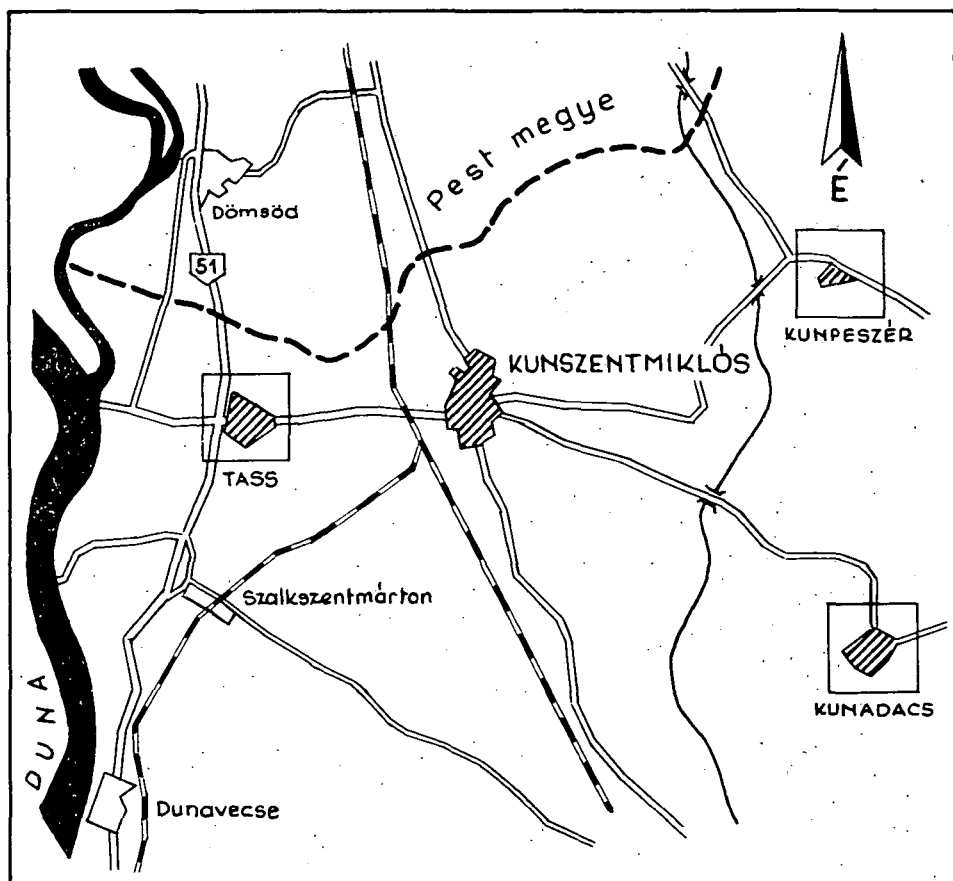 Pest megye
É
Dömsöd
51
KUNPESZÉR
KUNSZENTMIKLÓS
TASS
Szalkszentmárton
DUNA
KUNADACS
Dunavecse